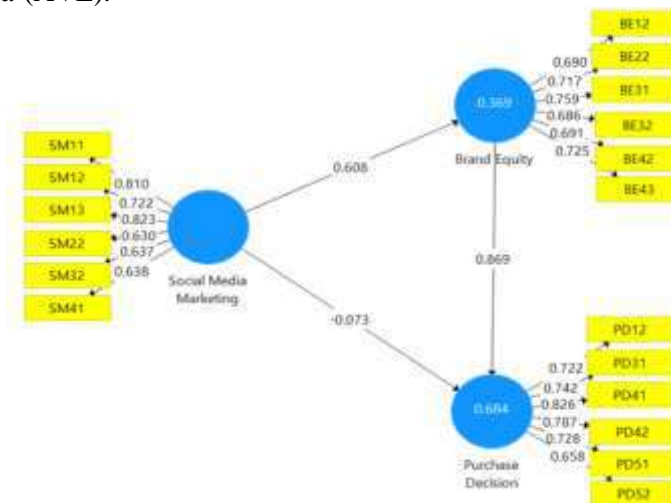 a (AVE).
BE12
BE22
BE31
BE32
BE42
BE43
0.690
0.717
0.759
0.686
0.691
0.725
0.369
Brand Equity
SM11
SM12
SM13
SM22
SM32
SM41
0.810
0.722
0.823
0.630
0.637
0.638
Social Media
Marketing
0.608
0.869
-0.073
PD12
PD31
PD41
PD42
PD51
PD52
0.722
0.742
0.826
0.787
0.728
0.658
0.684
Purchase
Decision